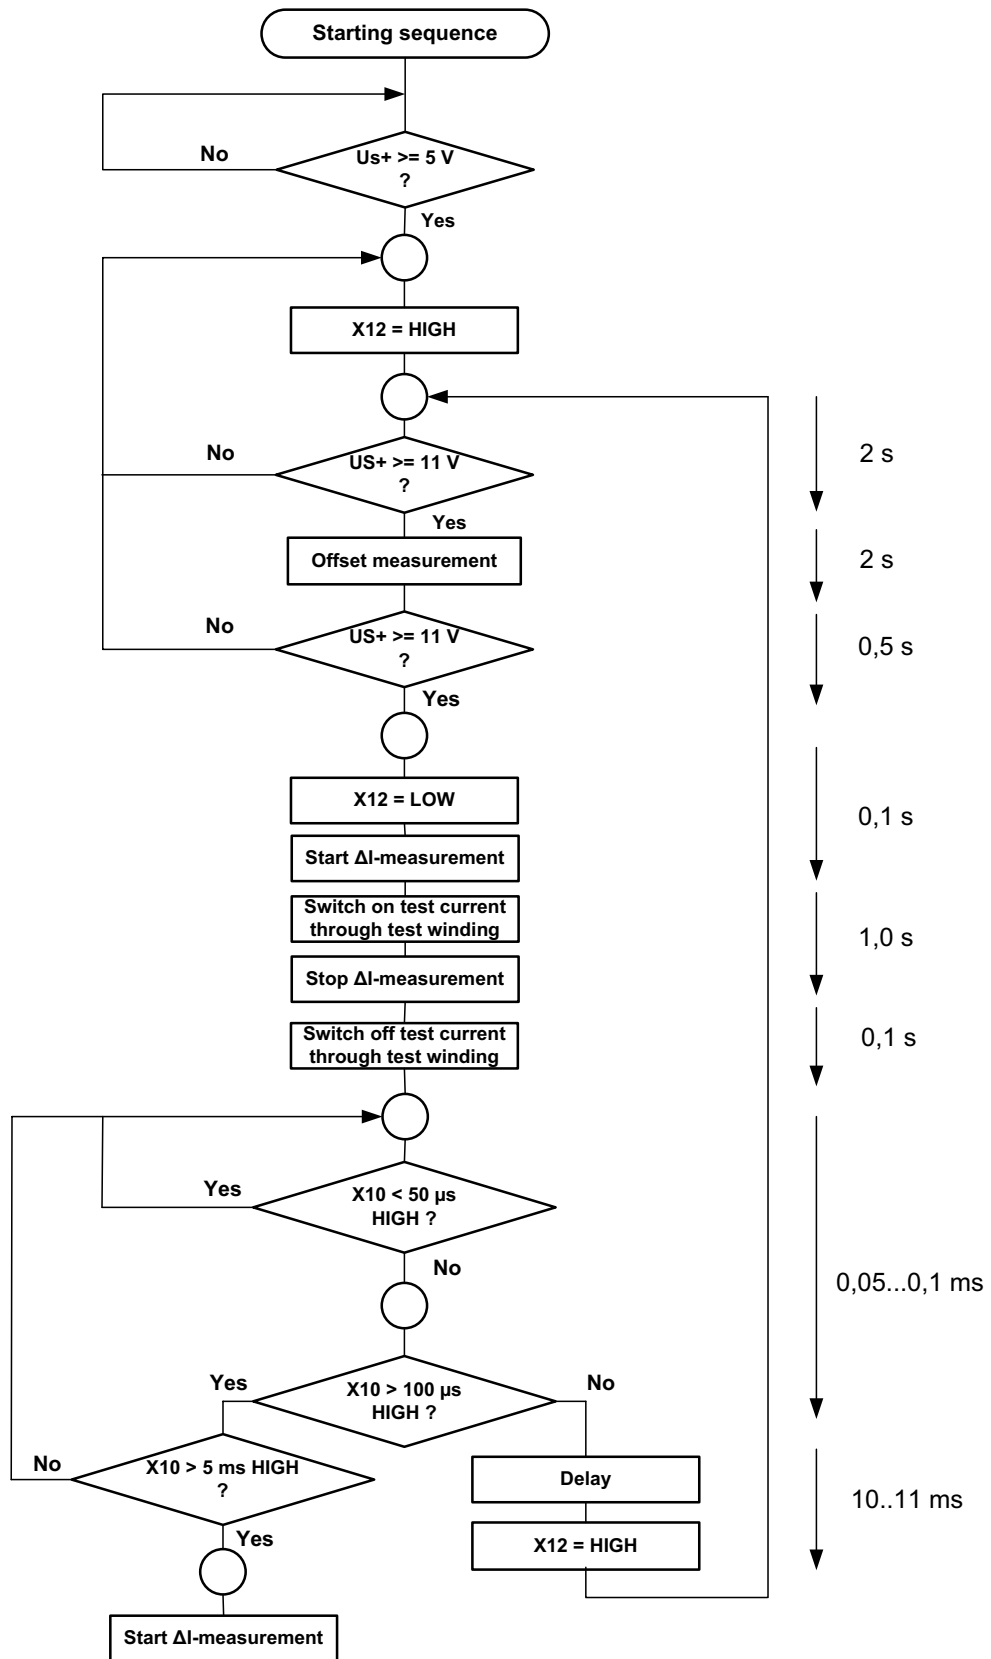 Starting sequence
No
Us+ >= 5 V
?
Yes
X12 = HIGH
No
US+ >= 11 V
?
2 s
Yes
Offset measurement
2 s
No
US+ >= 11 V
?
0,5 s
Yes
X12 = LOW
0,1 s
Start ΔI-measurement
Switch on test current
through test winding
1,0 s
Stop ΔI-measurement
Switch off test current
through test winding
0,1 s
Yes
X10 < 50 µs
HIGH ?
No
0,05...0,1 ms
Yes
X10 > 100 µs
HIGH ?
No
No
X10 > 5 ms HIGH
?
Delay
10..11 ms
Yes
X12 = HIGH
Start ΔI-measurement